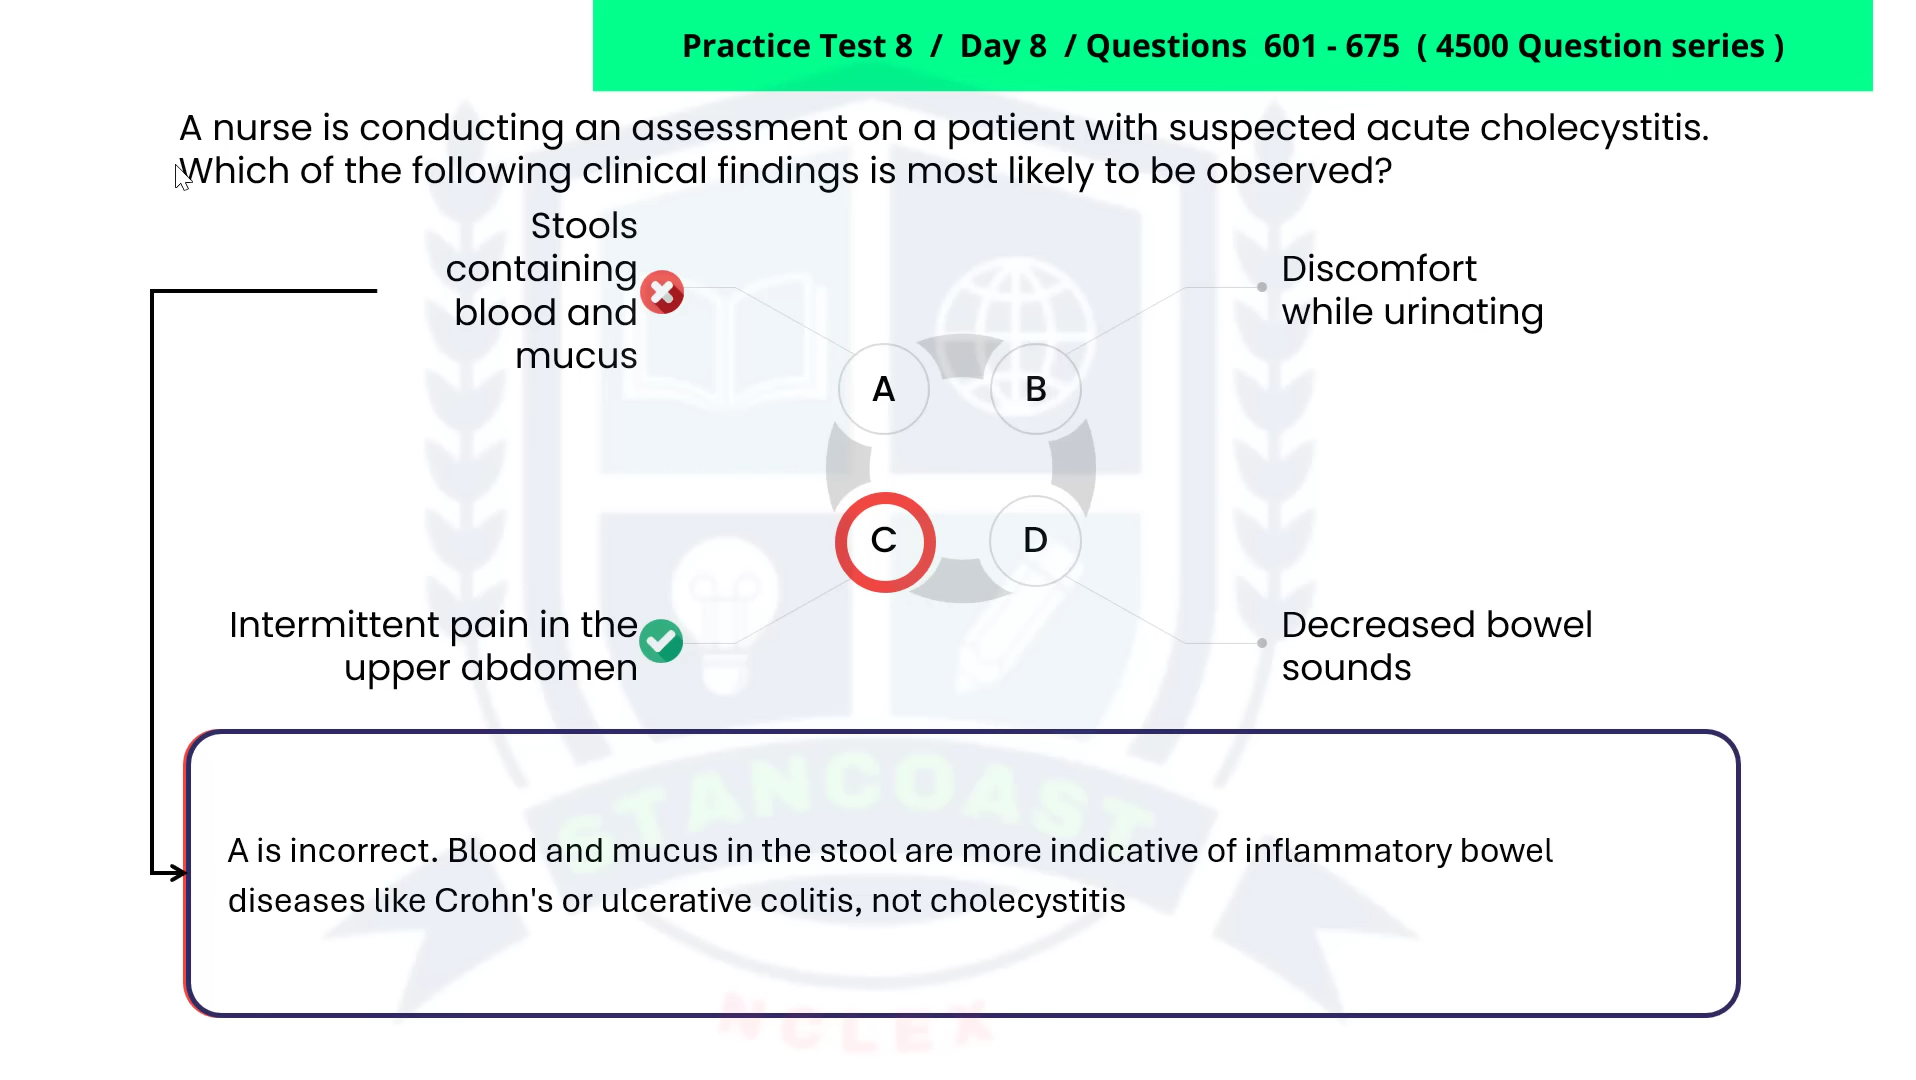 Practice Test 8 / Day 8 / Questions 601 - 675 ( 4500 Question series )
A nurse is conducting an assessment on a patient with suspected acute cholecystitis.
Which of the following clinical findings is most likely to be observed?
Stools
containing
blood and
mucus
Discomfort
while urinating
A
B
C
D
Intermittent pain in the
upper abdomen
Decreased bowel
sounds
STANCOAST
A is incorrect. Blood and mucus in the stool are more indicative of inflammatory bowel
diseases like Crohn's or ulcerative colitis, not cholecystitis
NCLEX